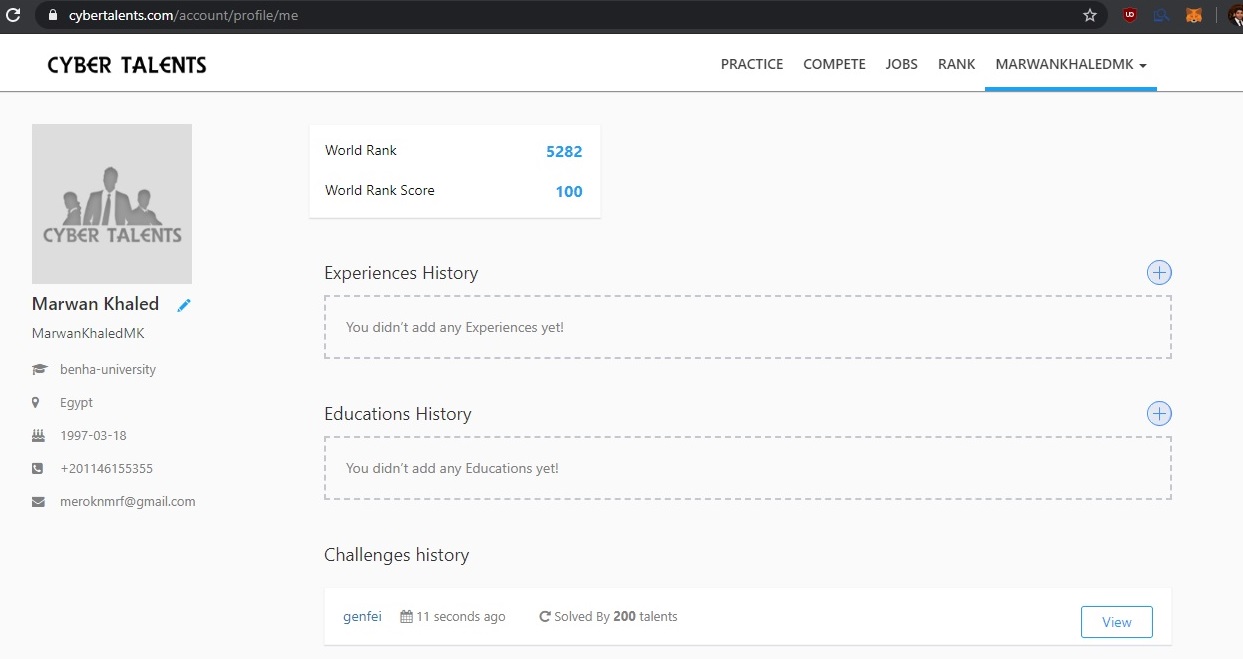 cybertalents.com/account/profile/me
CYBER TALENTS
PRACTICE COMPETE JOBS RANK MARWANKHALEDMK
CYBER TALENTS
Marwan Khaled
MarwanKhaledMK
benha-university
Egypt
1997-03-18
+201146155355
meroknmrf@gmail.com
World Rank 5282
World Rank Score 100
Experiences History
You didn't add any Experiences yet!
Educations History
You didn't add any Educations yet!
Challenges history
genfei 11 seconds ago Solved By 200 talents View